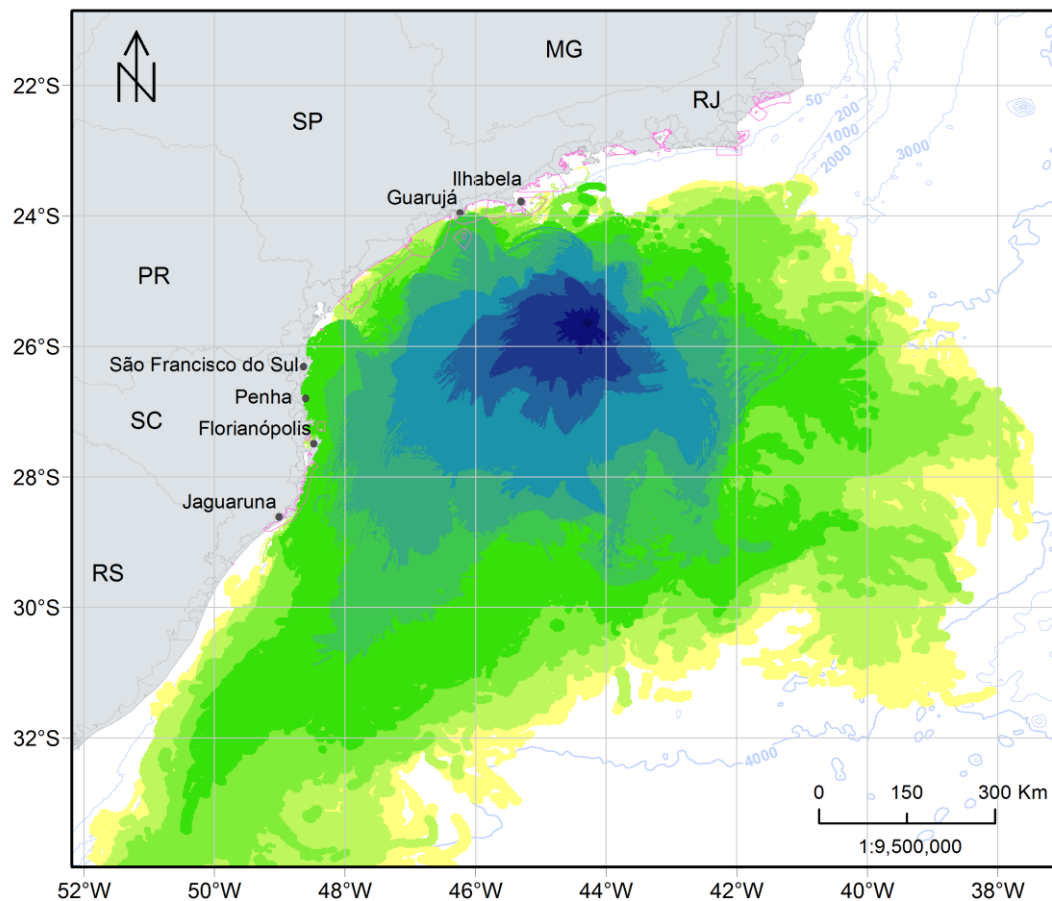 MG
22°S
RJ
50
200
1000
2000
3000
SP
Ilhabela
Guarujá
24°S
PR
26°S
São Francisco do Sul
Penha
SC
Florianópolis
28°S
Jaguaruna
RS
30°S
32°S
4000
0 150 300 Km
1:9,500,000
52°W 50°W 48°W 46°W 44°W 42°W 40°W 38°W
N